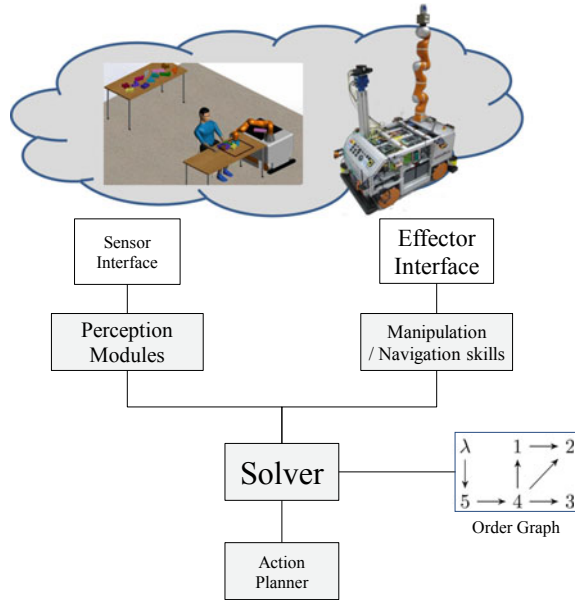 Sensor
Interface
Effector
Interface
Perception
Modules
Manipulation
/ Navigation skills
Solver
λ 1 → 2
5 → 4 → 3
Order Graph
Action
Planner